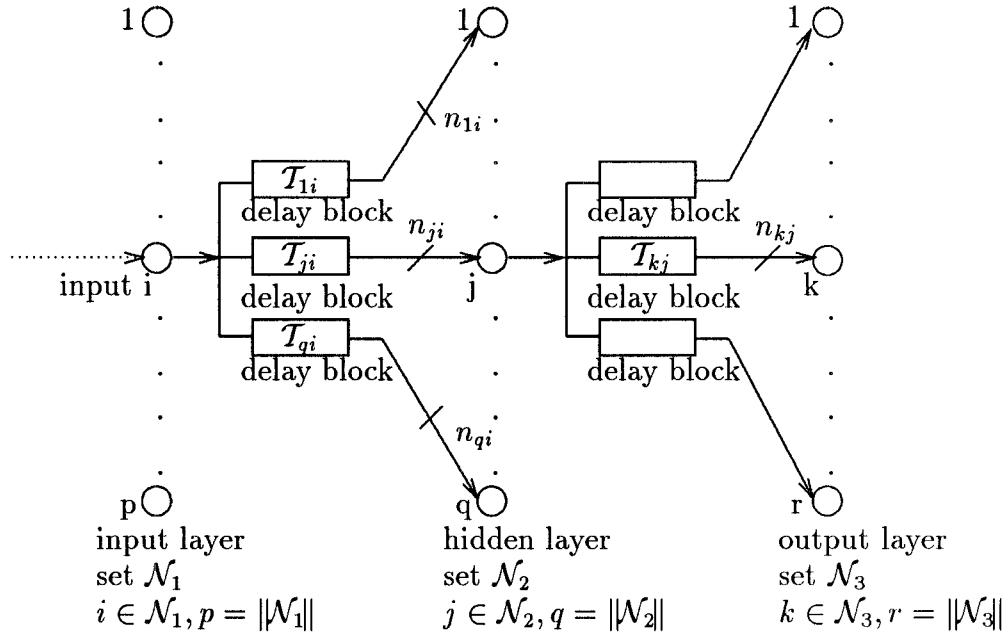 1 1 1
n_{1i}
𝒯_{1i}
delay block delay block
n_{ji} n_{kj}
𝒯_{ji} 𝒯_{kj}
input i j k
delay block delay block
𝒯_{qi}
delay block delay block
n_{qi}
p q r
input layer hidden layer output layer
set 𝒩_1 set 𝒩_2 set 𝒩_3
i ∈ 𝒩_1, p = ‖𝒩_1‖ j ∈ 𝒩_2, q = ‖𝒩_2‖ k ∈ 𝒩_3, r = ‖𝒩_3‖